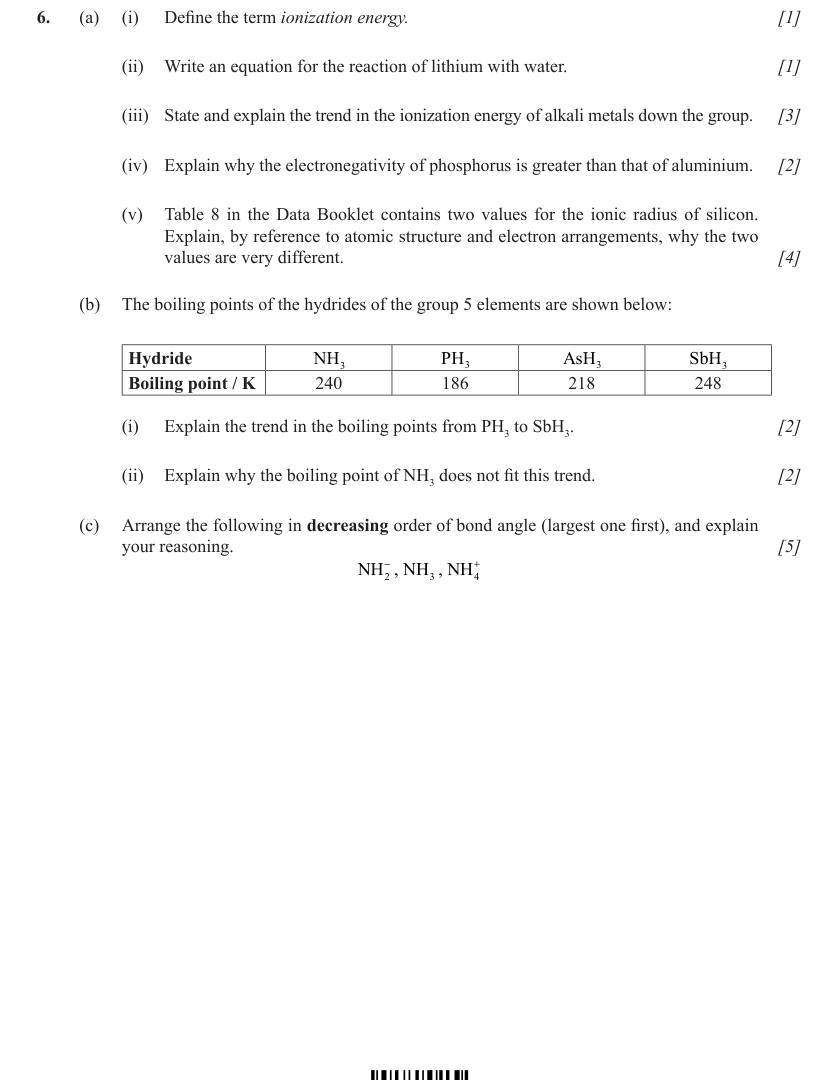 6. (a) (i) Define the term ionization energy. [1]
(ii) Write an equation for the reaction of lithium with water. [1]
(iii) State and explain the trend in the ionization energy of alkali metals down the group. [3]
(iv) Explain why the electronegativity of phosphorus is greater than that of aluminium. [2]
(v) Table 8 in the Data Booklet contains two values for the ionic radius of silicon.
Explain, by reference to atomic structure and electron arrangements, why the two
values are very different. [4]
(b) The boiling points of the hydrides of the group 5 elements are shown below:
Hydride NH₃ PH₃ AsH₃ SbH₃
Boiling point / K 240 186 218 248
(i) Explain the trend in the boiling points from PH₃ to SbH₃. [2]
(ii) Explain why the boiling point of NH₃ does not fit this trend. [2]
(c) Arrange the following in decreasing order of bond angle (largest one first), and explain
your reasoning. [5]
NH₂⁻ , NH₃ , NH₄⁺